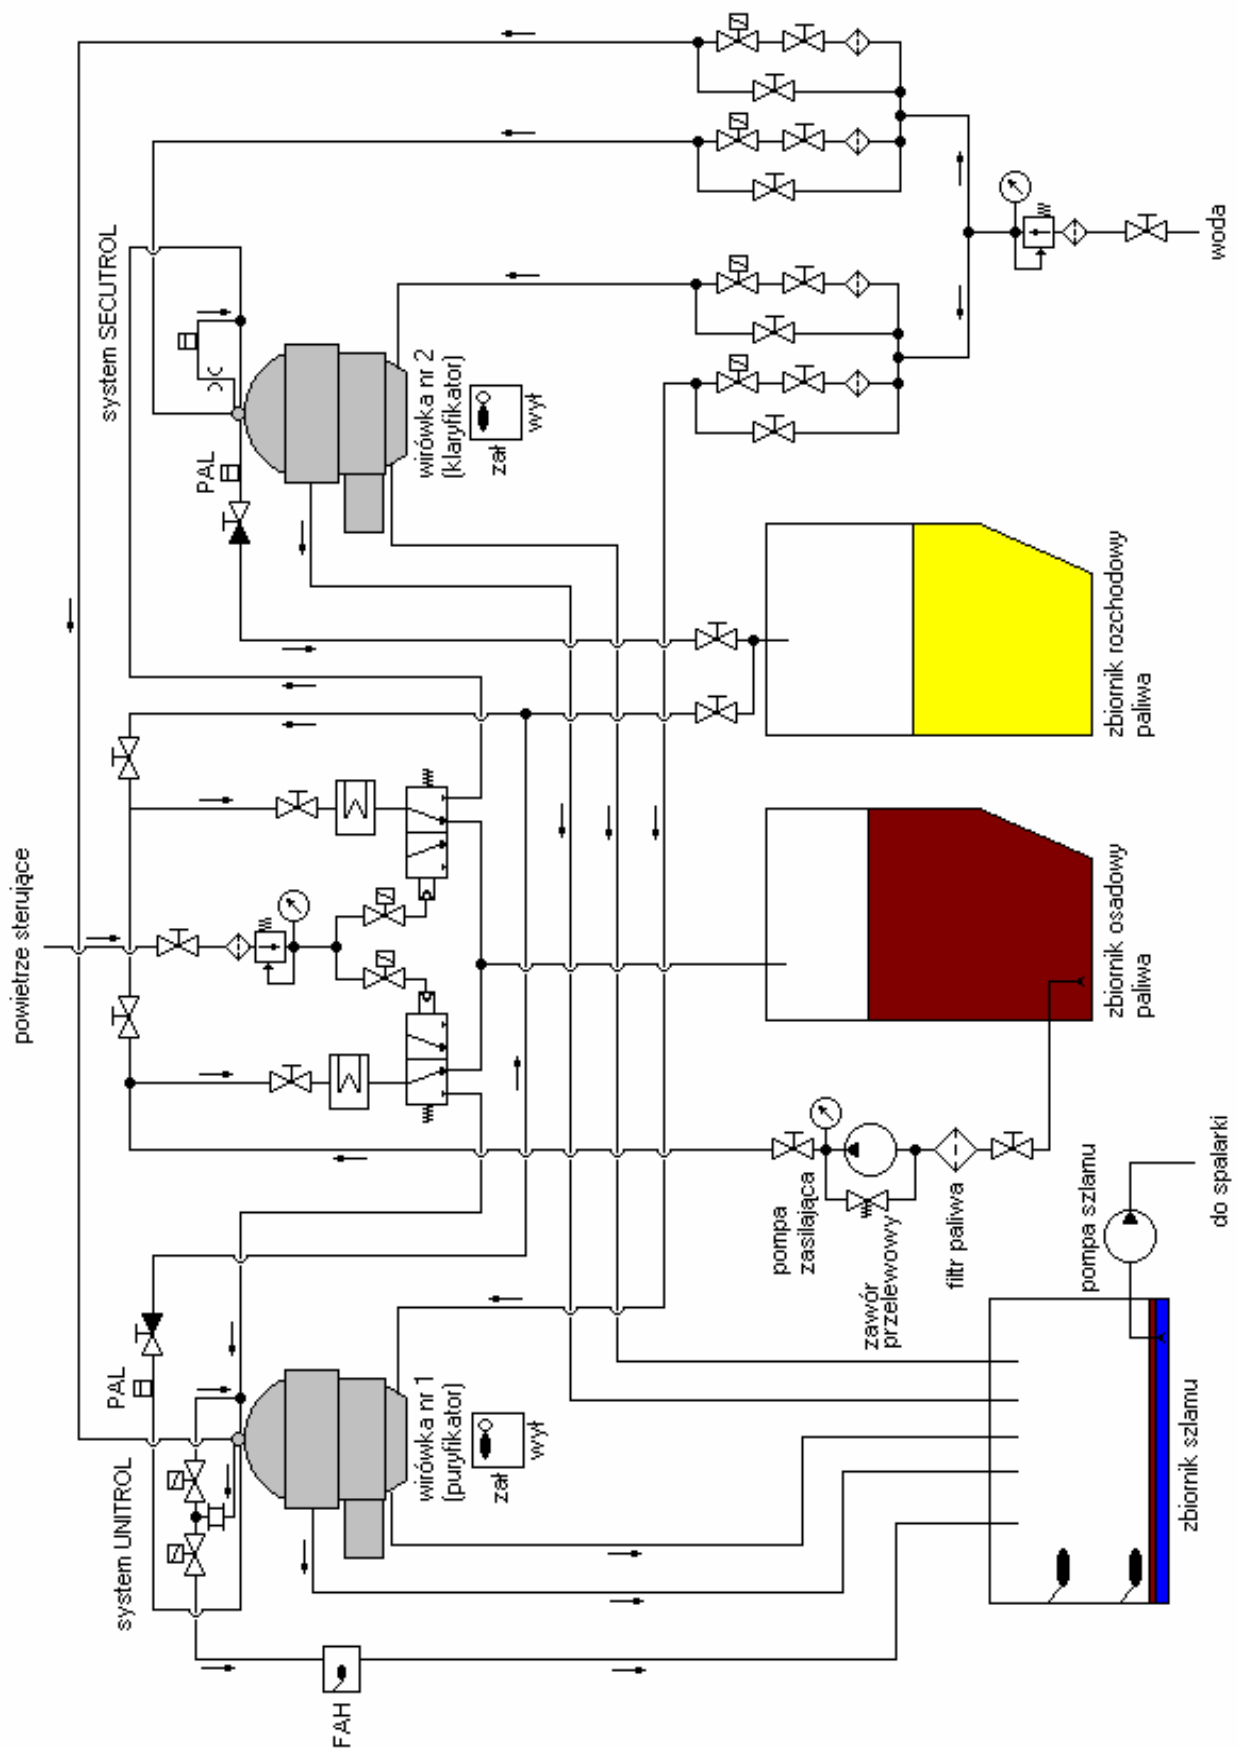 powietrze sterujące
system UNITROL
PAL
FAH
wirówka nr 1
(puryfikator)
zał
wył
system SECUTROL
PAL
wirówka nr 2
(klaryfikator)
zał
wył
pompa
zasilająca
zawór
przelewowy
filtr paliwa
zbiornik osadowy
paliwa
zbiornik rozchodowy
paliwa
woda
pompa szlamu
do spalarki
zbiornik szlamu